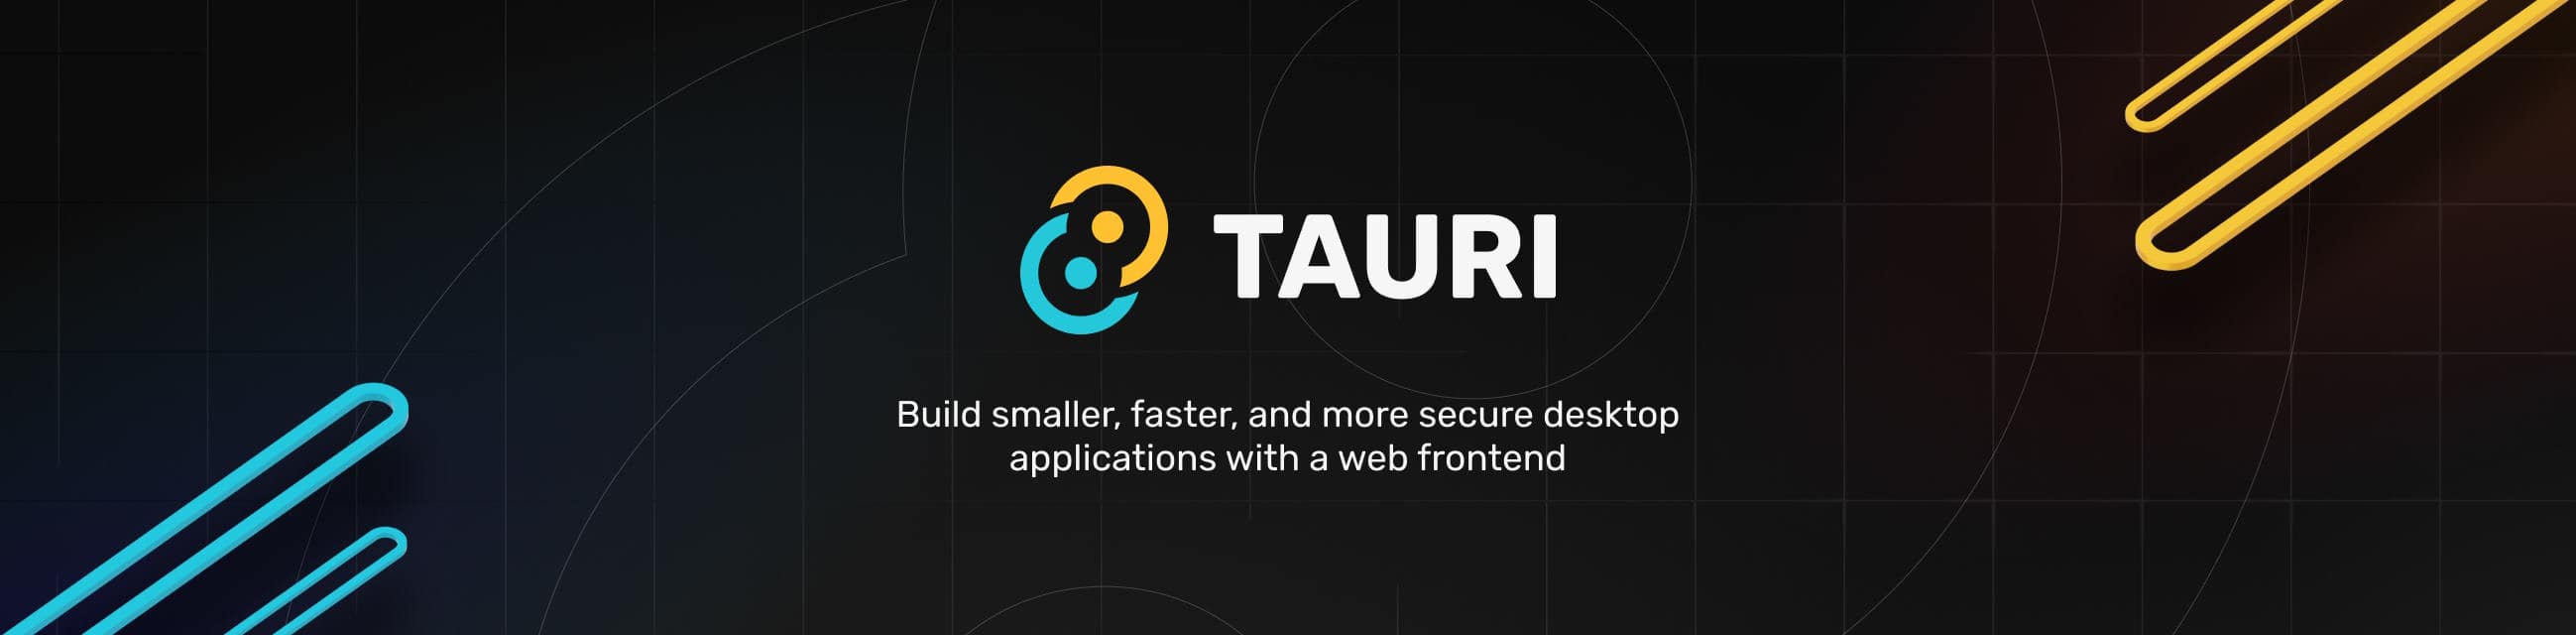 TAURI
Build smaller, faster, and more secure desktop
applications with a web frontend